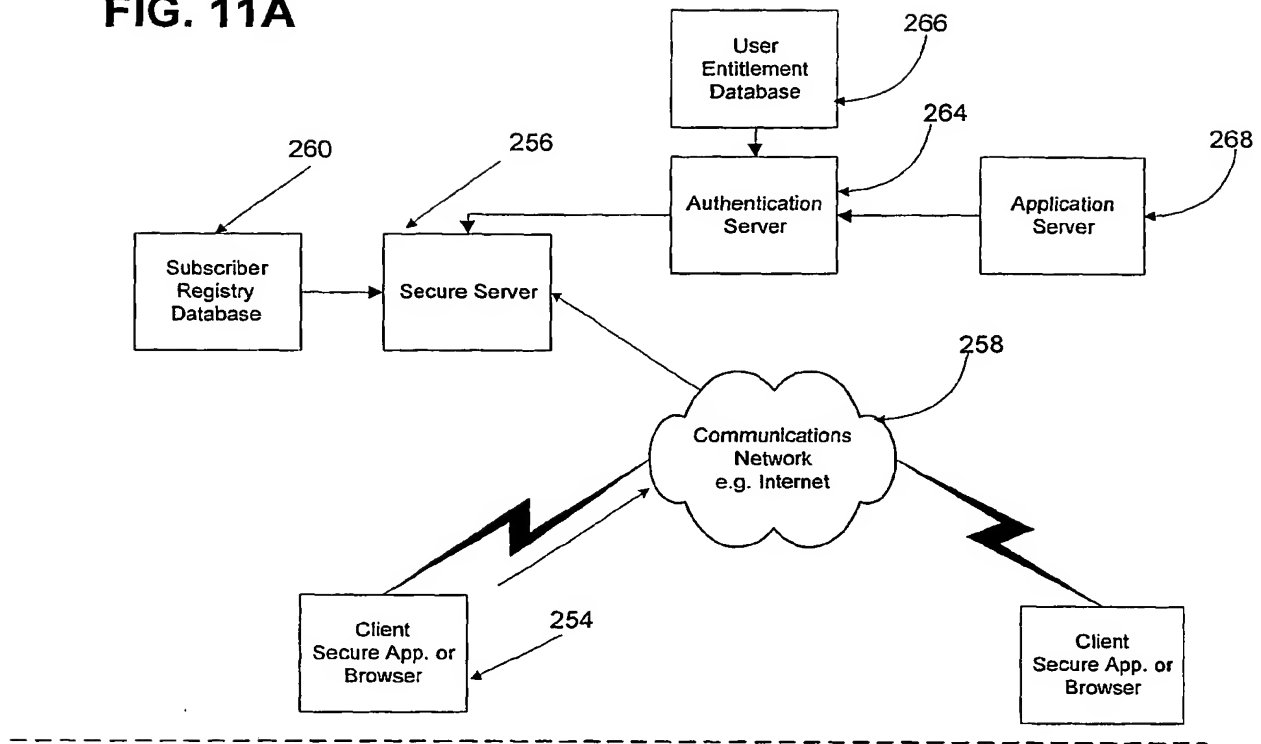 FIG. 11A
266
User
Entitlement
Database
264
268
260
256
Authentication
Server
Application
Server
Subscriber
Registry
Database
Secure Server
258
Communications
Network
e.g. Internet
254
Client
Secure App. or
Browser
Client
Secure App. or
Browser